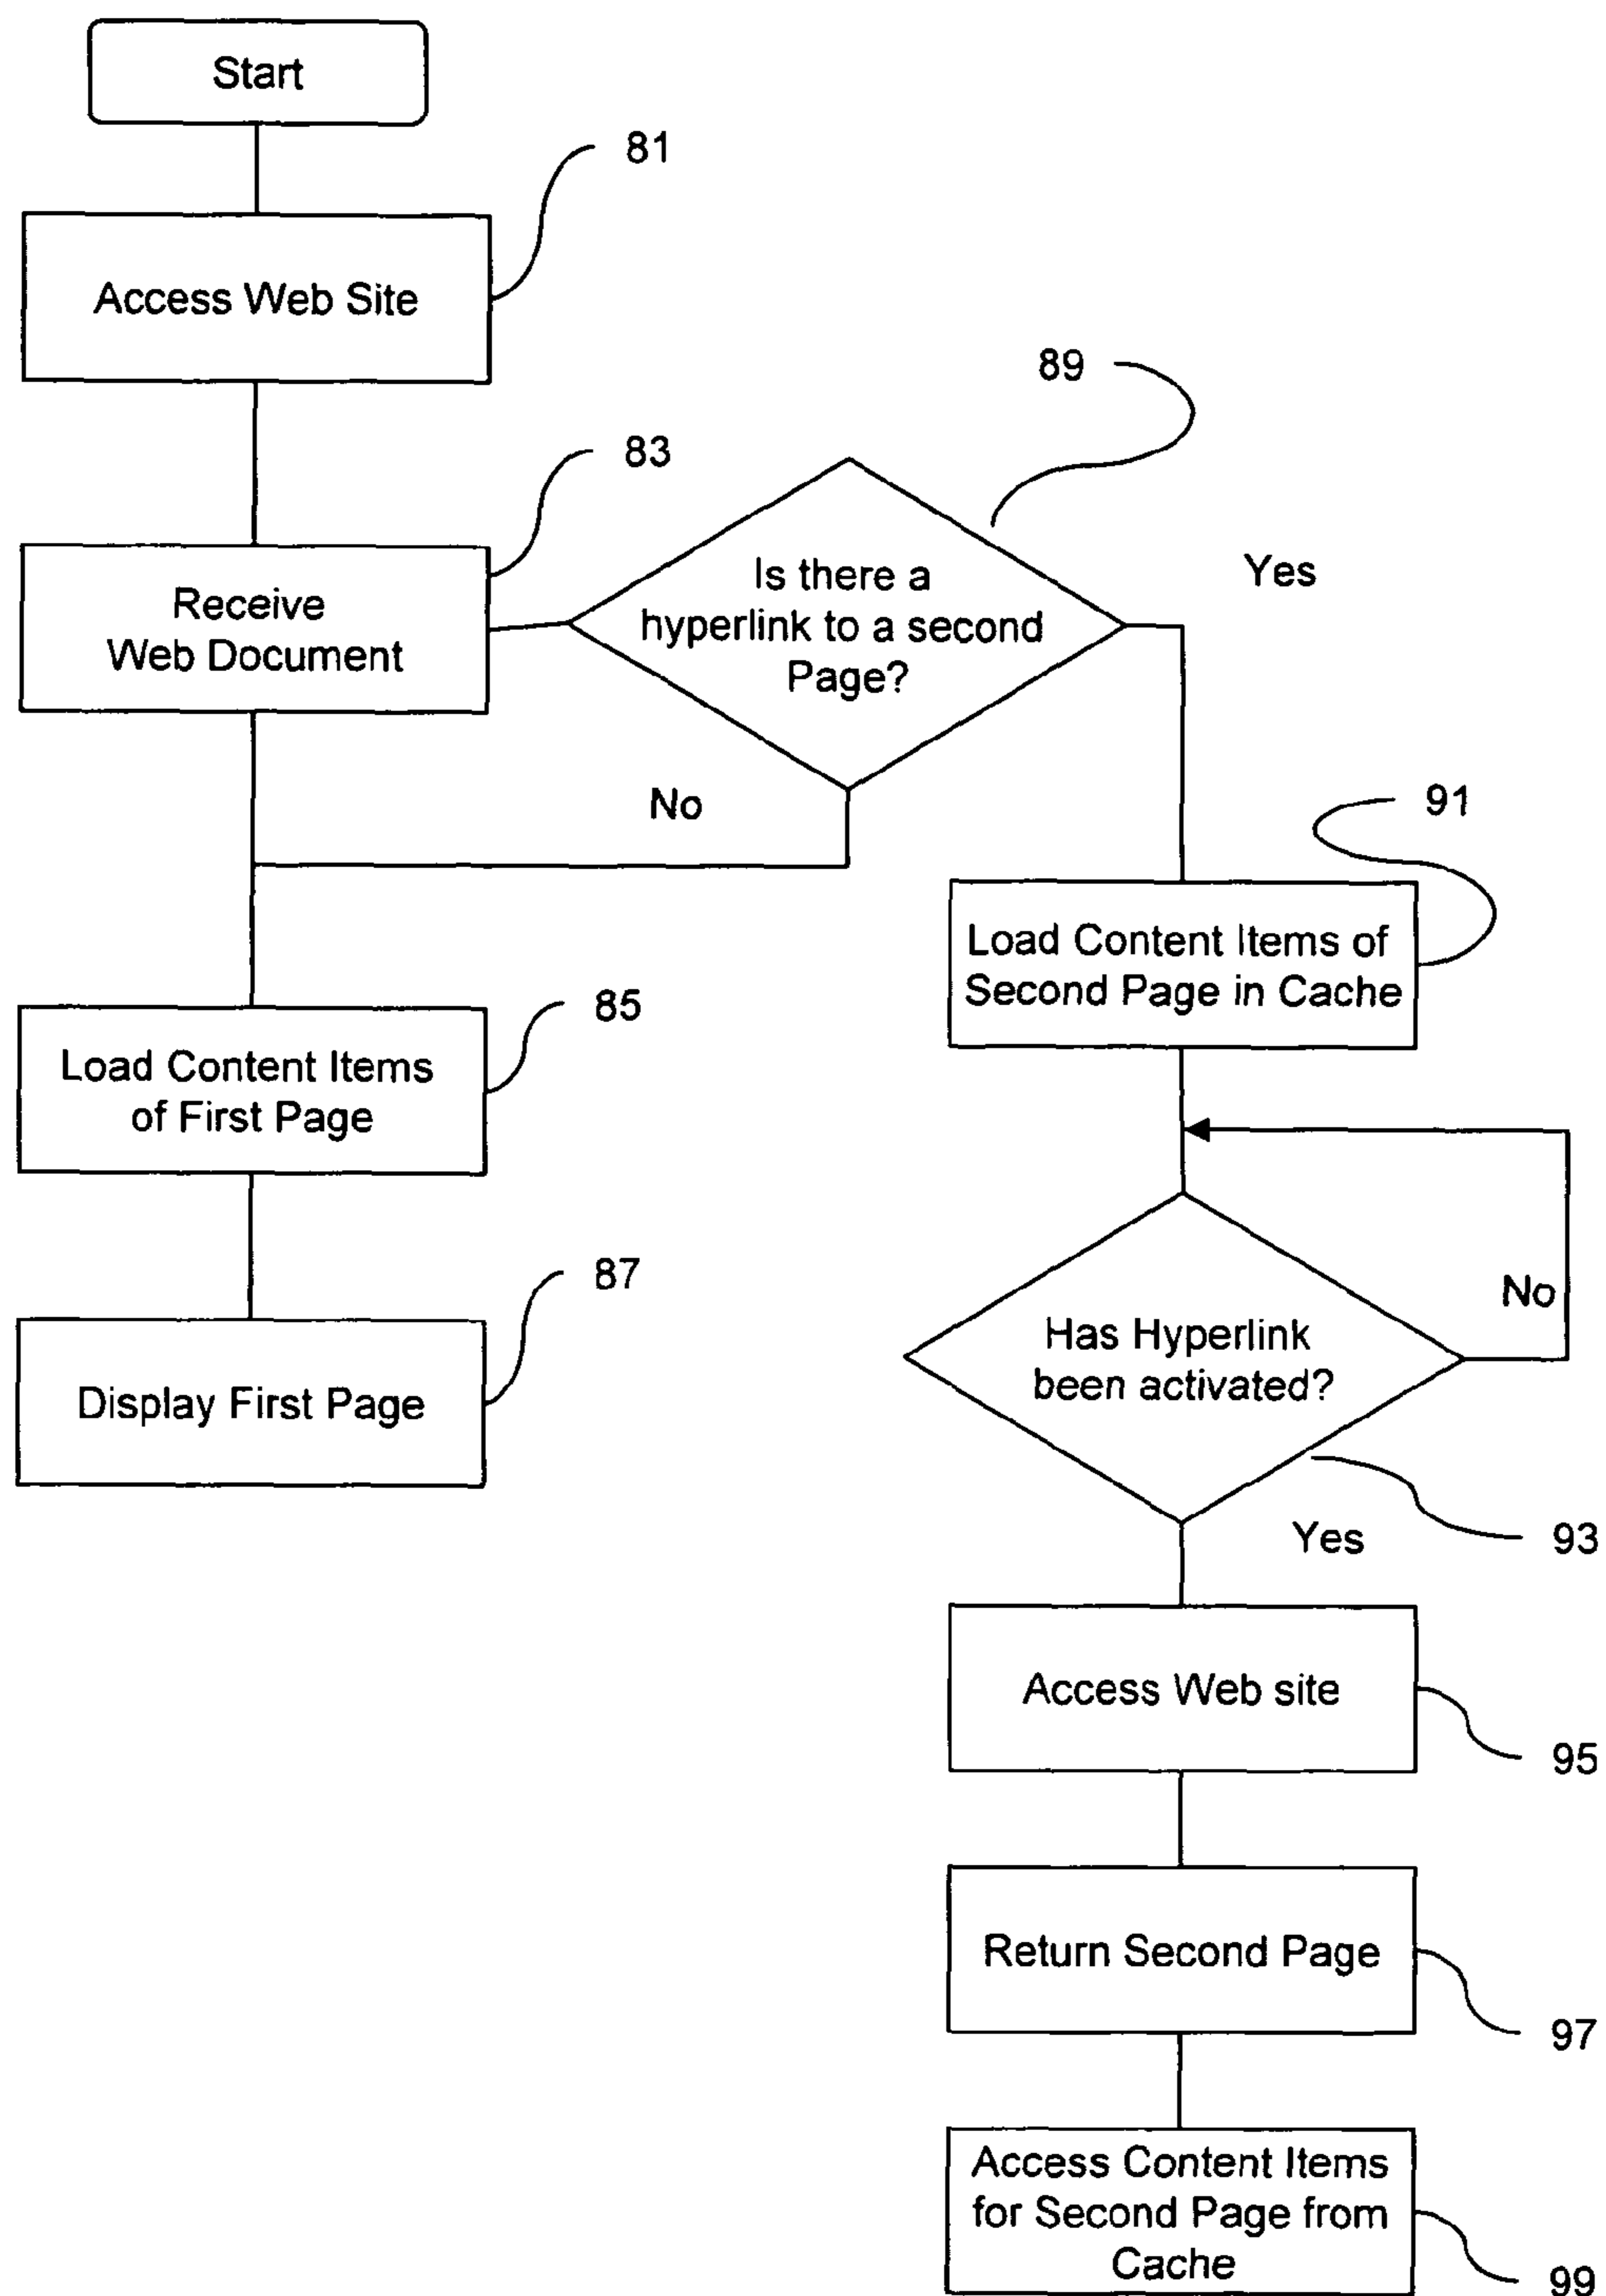 Start
81
Access Web Site
89
83
Receive
Web Document
Is there a
hyperlink to a second
Page?
Yes
No
91
Load Content Items of
Second Page in Cache
85
Load Content Items
of First Page
87
Display First Page
No
Has Hyperlink
been activated?
Yes
93
Access Web site
95
Return Second Page
97
Access Content Items
for Second Page from
Cache
99